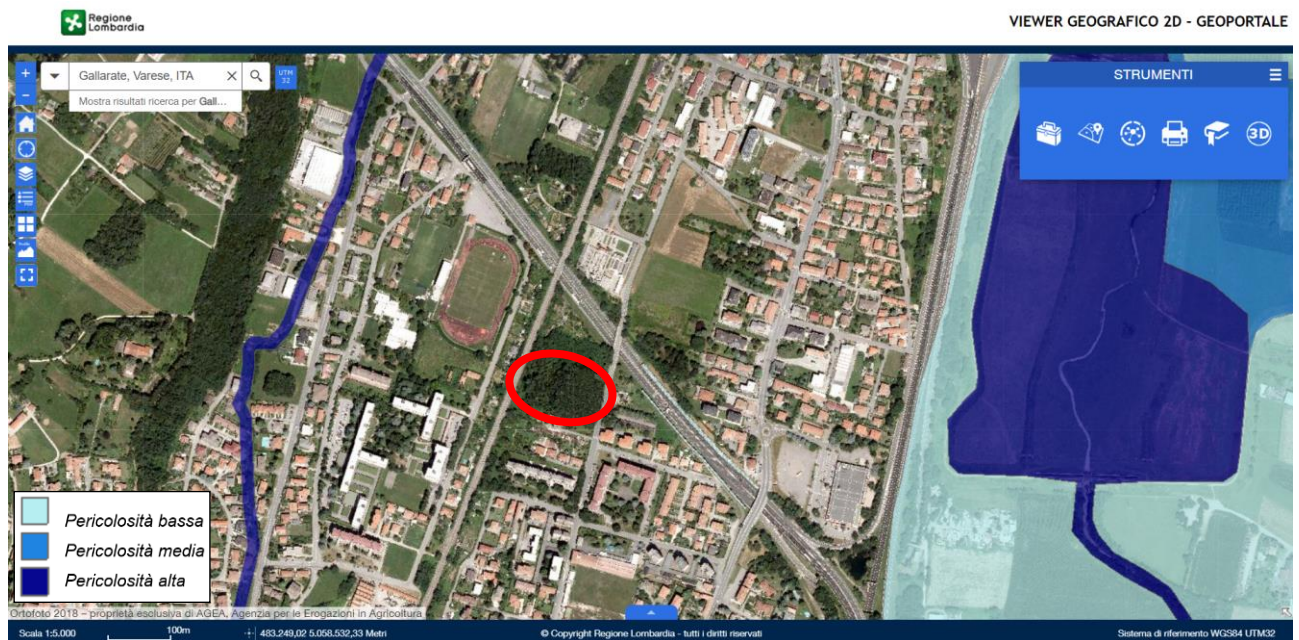 Regione
Lombardia
VIEWER GEOGRAFICO 2D - GEOPORTALE
+
Gallarate, Varese, ITA
UTM
32
STRUMENTI
−
Mostra risultati ricerca per Gall...
3D
Pericolosità bassa
Pericolosità media
Pericolosità alta
Ortofoto 2018 – proprietà esclusiva di AGEA, Agenzia per le Erogazioni in Agricoltura
Scala 1:5.000
100m
483.249,02 5.058.532,33 Metri
© Copyright Regione Lombardia - tutti i diritti riservati
Sistema di riferimento WGS84 UTM32